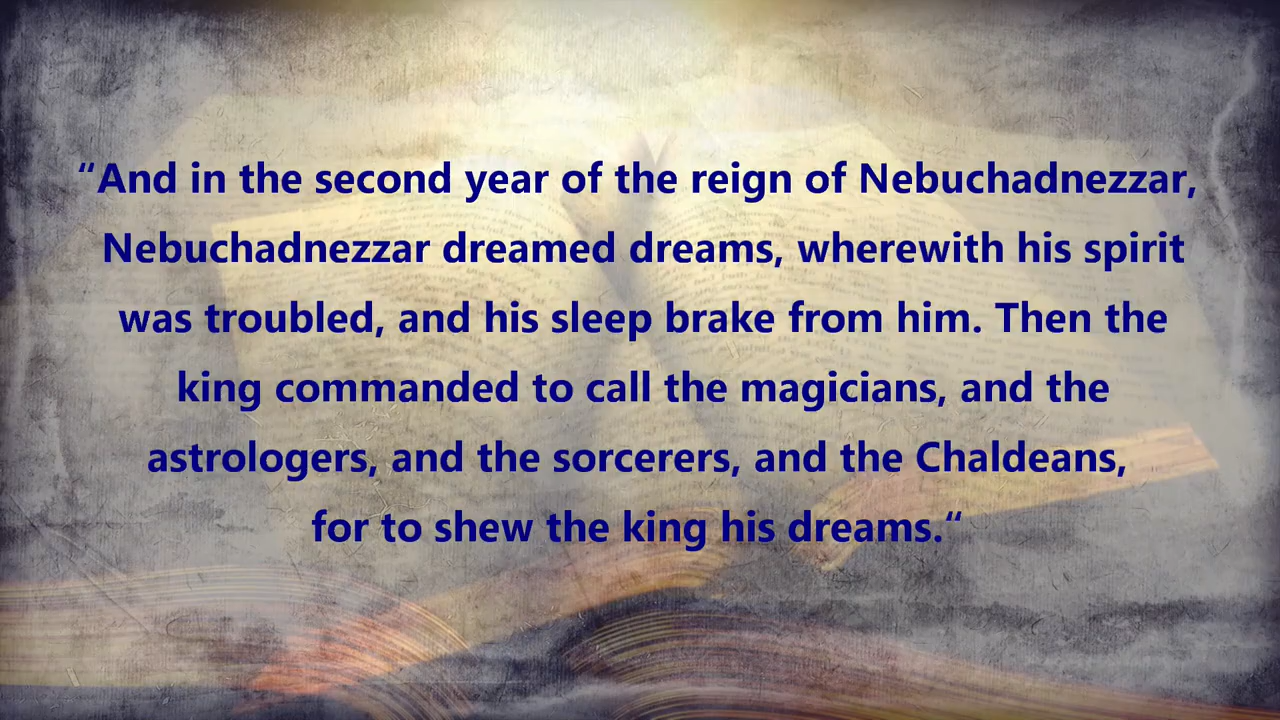 “And in the second year of the reign of Nebuchadnezzar,
Nebuchadnezzar dreamed dreams, wherewith his spirit
was troubled, and his sleep brake from him. Then the
king commanded to call the magicians, and the
astrologers, and the sorcerers, and the Chaldeans,
for to shew the king his dreams.“